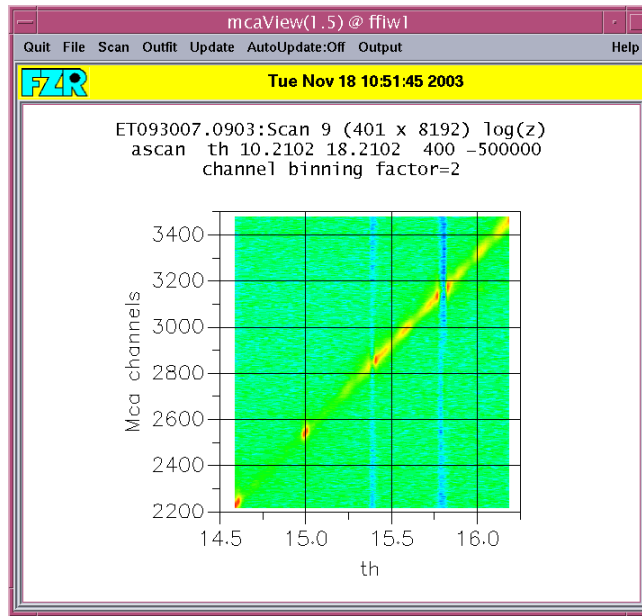 mcaView(1.5) @ ffiw1
Quit File Scan Outfit Update AutoUpdate:Off Output Help
FZR Tue Nov 18 10:51:45 2003
ET093007.0903:Scan 9 (401 x 8192) log(z)
ascan th 10.2102 18.2102 400 -500000
channel binning factor=2
Mca channels
3400
3200
3000
2800
2600
2400
2200
14.5 15.0 15.5 16.0
th